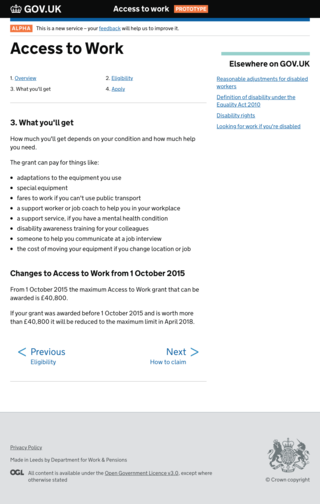 GOV.UK
Access to work PROTOTYPE
ALPHA This is a new service – your feedback will help us to improve it.
Access to Work
1. Overview
2. Eligibility
3. What you'll get
4. Apply
3. What you'll get
How much you'll get depends on your condition and how much help
you need.
The grant can pay for things like:
• adaptations to the equipment you use
• special equipment
• fares to work if you can't use public transport
• a support worker or job coach to help you in your workplace
• a support service, if you have a mental health condition
• disability awareness training for your colleagues
• someone to help you communicate at a job interview
• the cost of moving your equipment if you change location or job
Changes to Access to Work from 1 October 2015
From 1 October 2015 the maximum Access to Work grant that can be
awarded is £40,800.
If your grant was awarded before 1 October 2015 and is worth more
than £40,800 it will be reduced to the maximum limit in April 2018.
Previous
Eligibility
Next
How to claim
Elsewhere on GOV.UK
Reasonable adjustments for disabled
workers
Definition of disability under the
Equality Act 2010
Disability rights
Looking for work if you're disabled
Privacy Policy
Made in Leeds by Department for Work & Pensions
OGL All content is available under the Open Government Licence v3.0, except where
otherwise stated
© Crown copyright